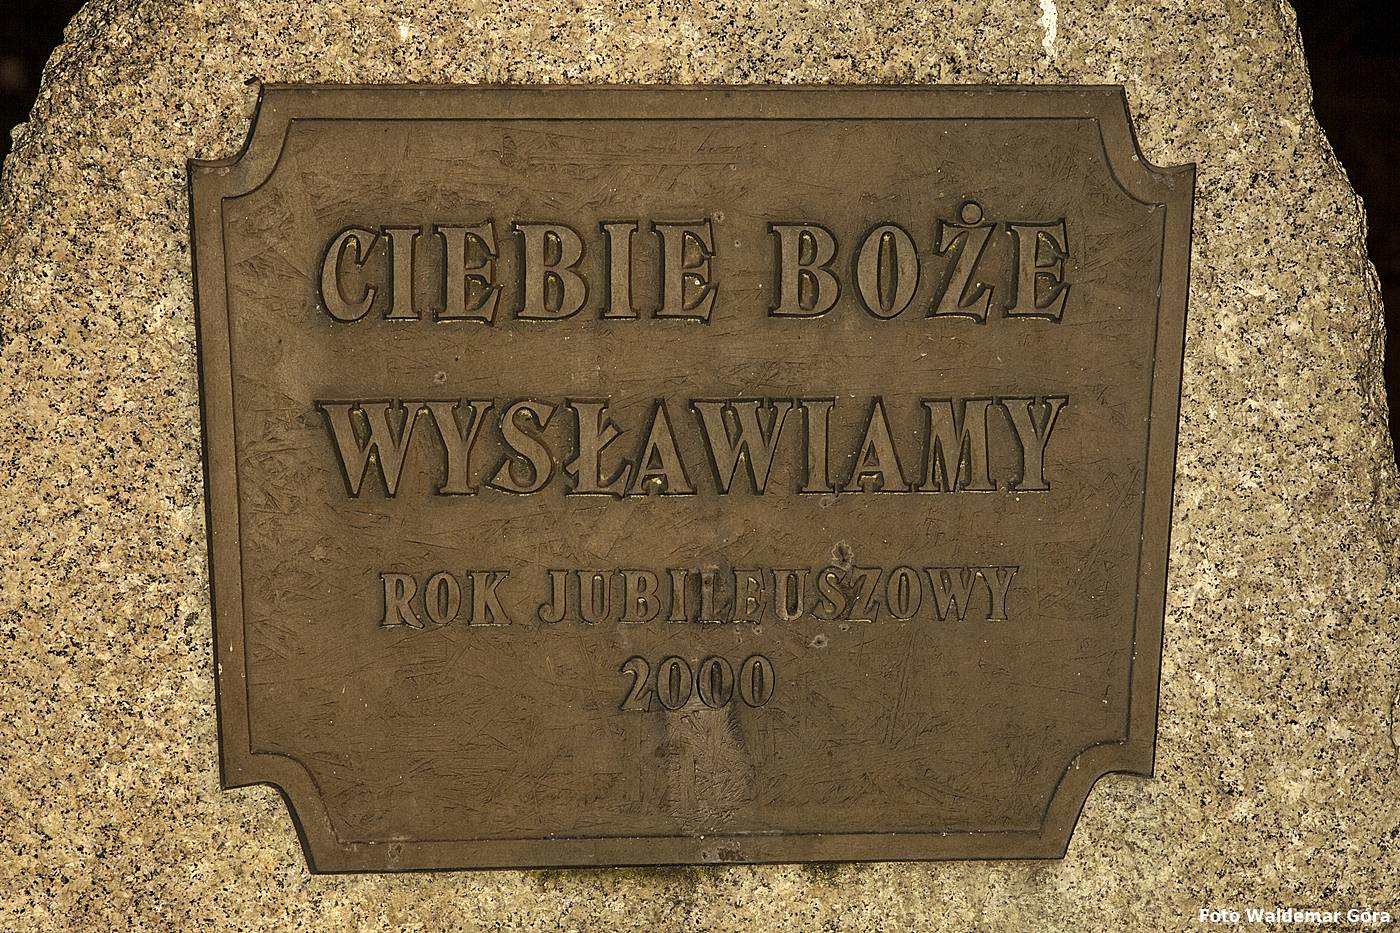 CIEBIE BOŻE
WYSŁAWIAMY
ROK JUBILEUSZOWY
2000
Foto Waldemar Góra